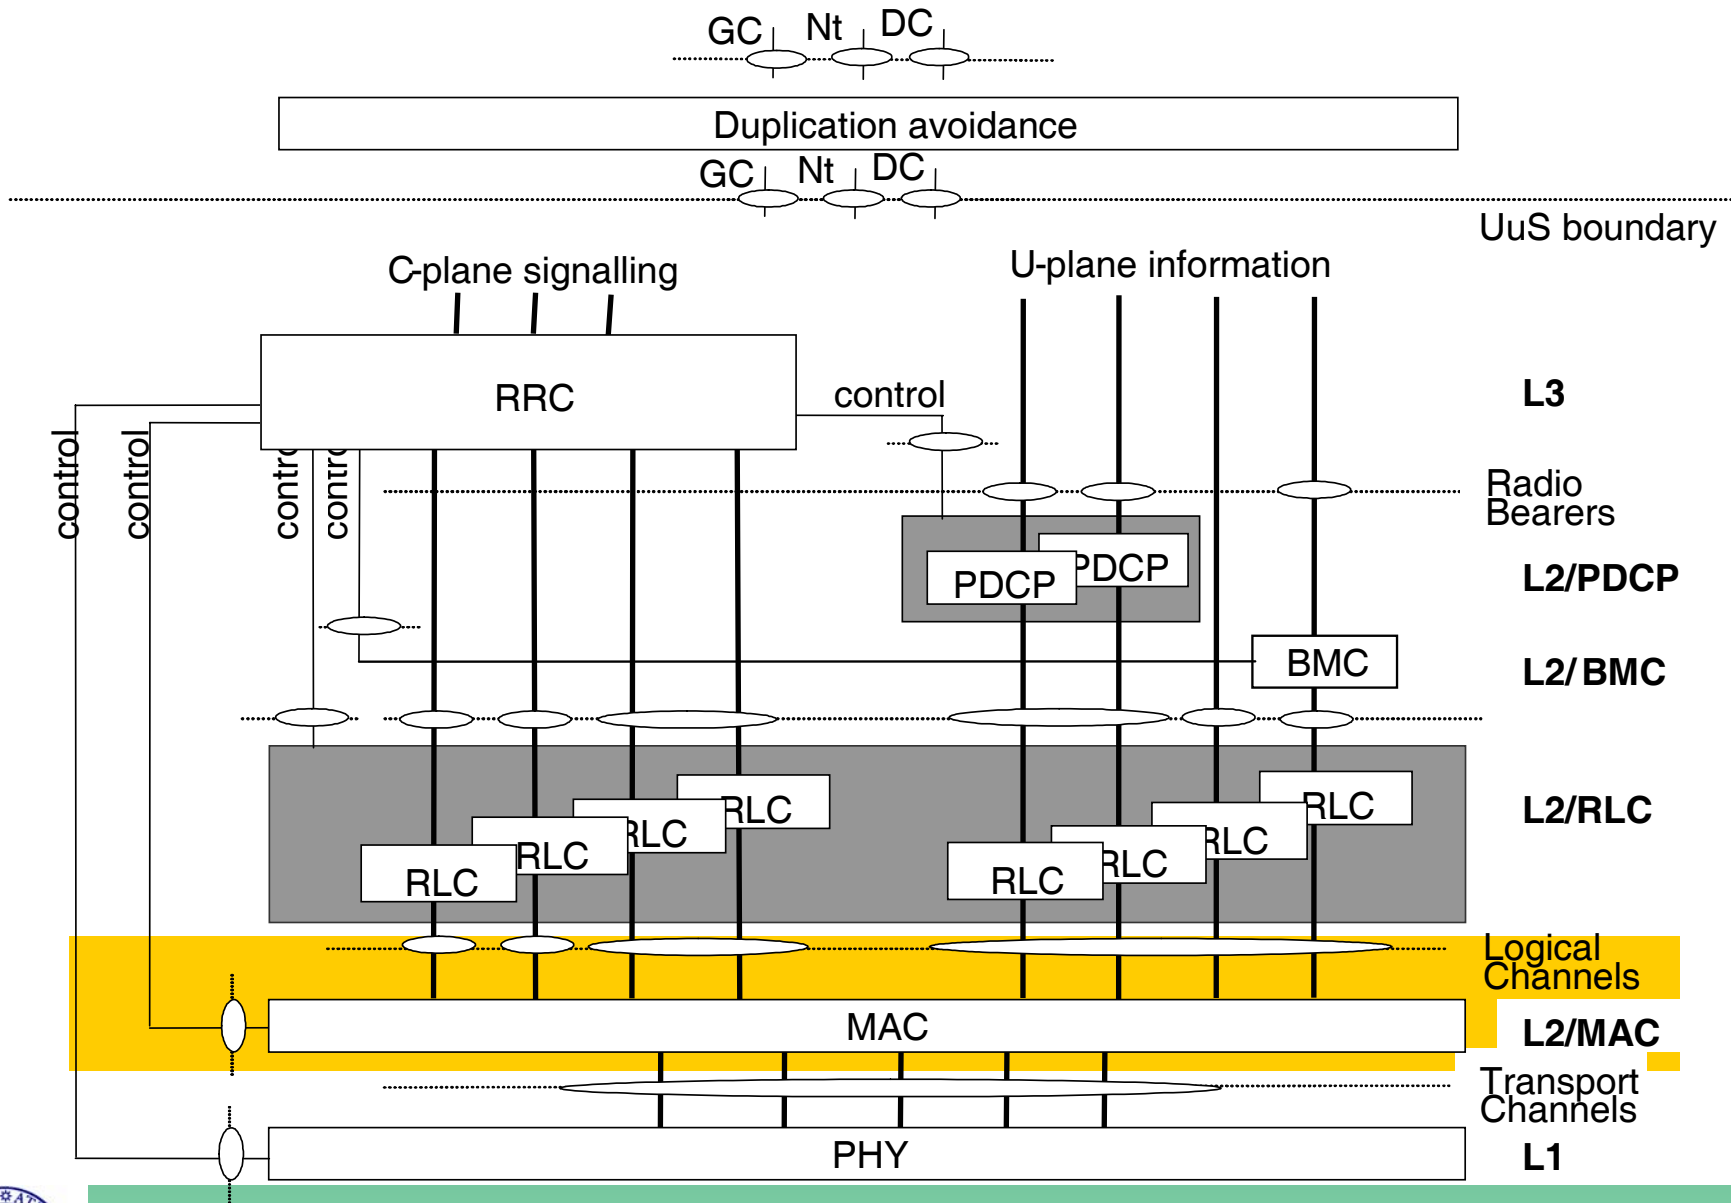 GC Nt DC
Duplication avoidance
GC Nt DC
UuS boundary
C-plane signalling
U-plane information
RRC
control
L3
control
control
contro
contro
Radio
Bearers
PDCP
PDCP
L2/PDCP
BMC
L2/BMC
RLC
RLC
RLC
RLC
RLC
RLC
RLC
RLC
L2/RLC
Logical
Channels
MAC
L2/MAC
Transport
Channels
PHY
L1